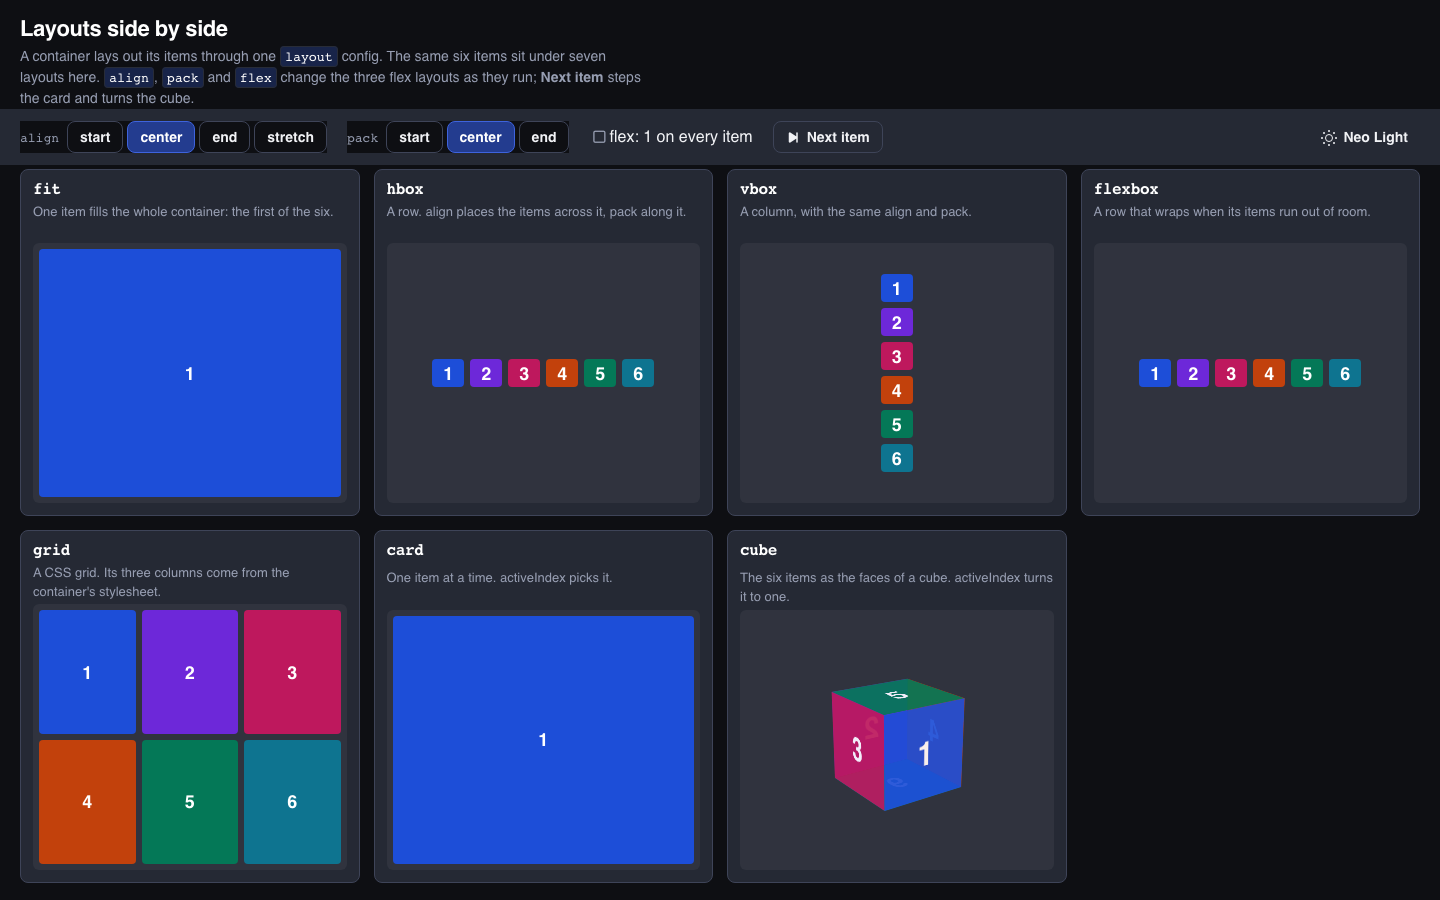 Layouts side by side
A container lays out its items through one layout config. The same six items sit under seven
layouts here. align, pack and flex change the three flex layouts as they run; Next item steps
the card and turns the cube.
align start center end stretch pack start center end flex: 1 on every item Next item Neo Light
fit
One item fills the whole container: the first of the six.
1
hbox
A row. align places the items across it, pack along it.
1 2 3 4 5 6
vbox
A column, with the same align and pack.
1
2
3
4
5
6
flexbox
A row that wraps when its items run out of room.
1 2 3 4 5 6
grid
A CSS grid. Its three columns come from the
container's stylesheet.
1 2 3
4 5 6
card
One item at a time. activeIndex picks it.
1
cube
The six items as the faces of a cube. activeIndex turns
it to one.
5
2 4
3 1
6